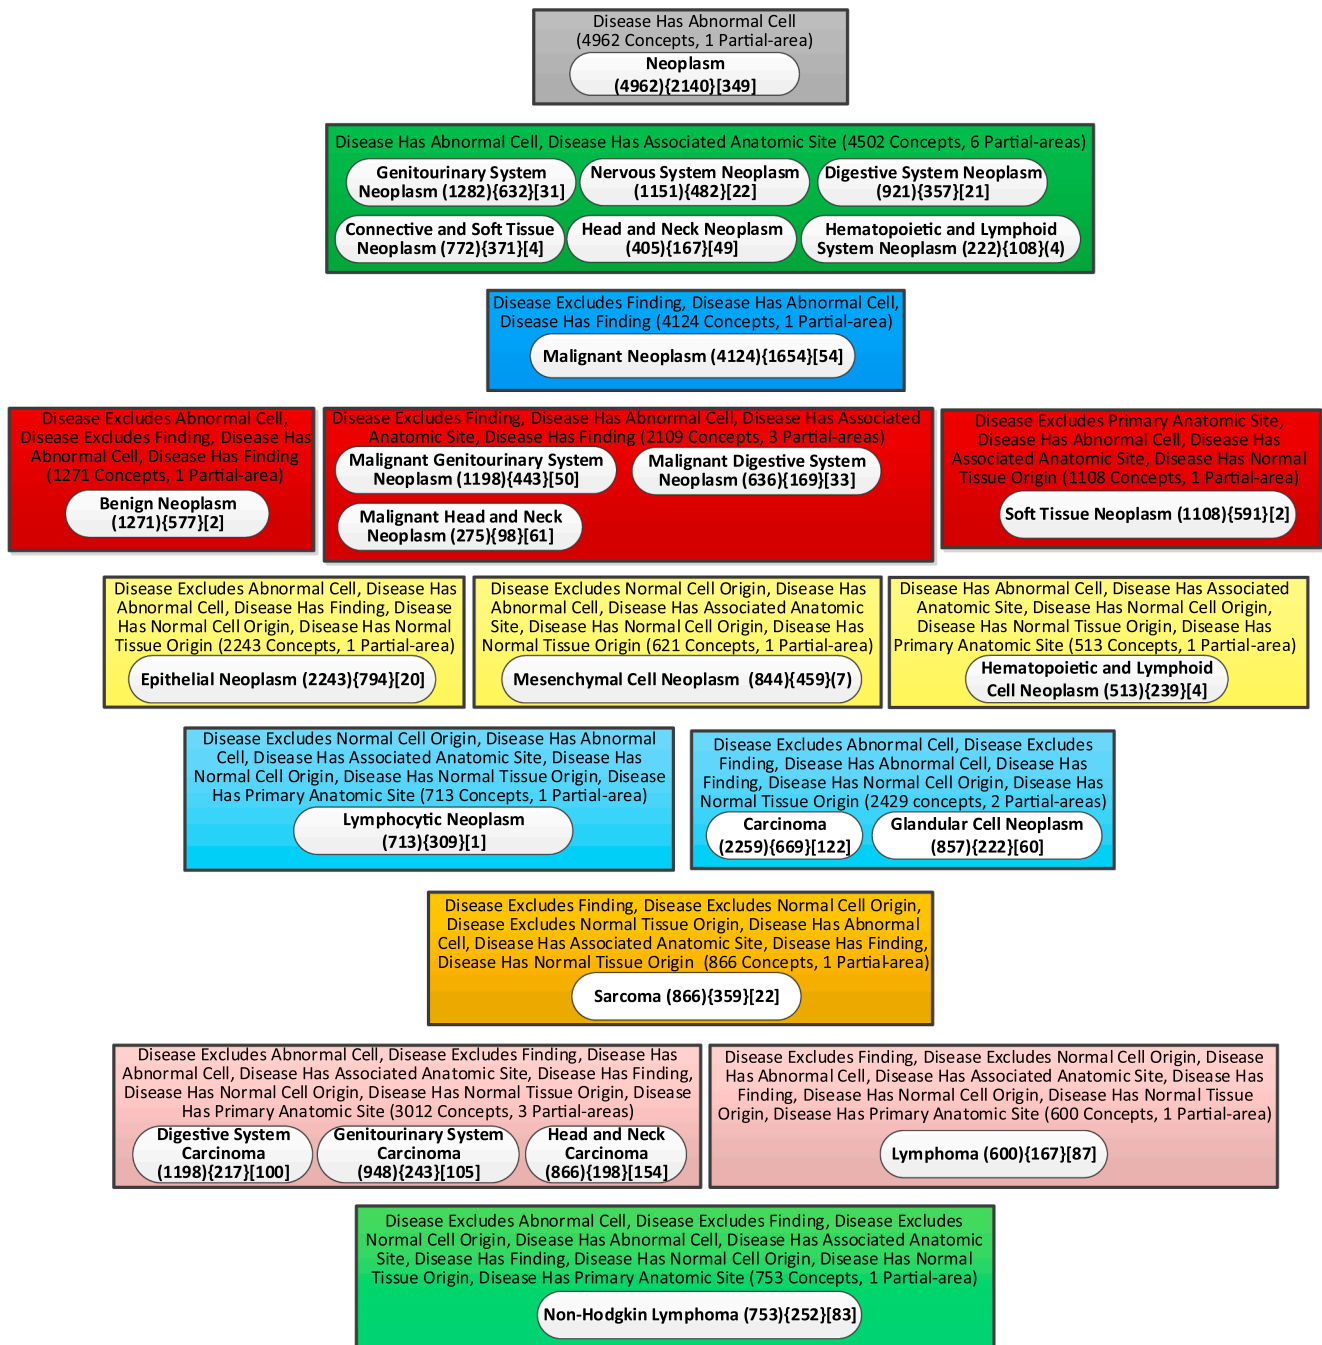 Disease Has Abnormal Cell
(4962 Concepts, 1 Partial-area)
Neoplasm
(4962){2140}[349]
Disease Has Abnormal Cell, Disease Has Associated Anatomic Site (4502 Concepts, 6 Partial-areas)
Genitourinary System
Neoplasm (1282){632}[31]
Nervous System Neoplasm
(1151){482}[22]
Digestive System Neoplasm
(921){357}[21]
Connective and Soft Tissue
Neoplasm (772){371}[4]
Head and Neck Neoplasm
(405){167}[49]
Hematopoietic and Lymphoid
System Neoplasm (222){108}(4)
Disease Excludes Finding, Disease Has Abnormal Cell,
Disease Has Finding (4124 Concepts, 1 Partial-area)
Malignant Neoplasm (4124){1654}[54]
Disease Excludes Abnormal Cell,
Disease Excludes Finding, Disease Has
Abnormal Cell, Disease Has Finding
(1271 Concepts, 1 Partial-area)
Benign Neoplasm
(1271){577}[2]
Disease Excludes Finding, Disease Has Abnormal Cell, Disease Has Associated
Anatomic Site, Disease Has Finding (2109 Concepts, 3 Partial-areas)
Malignant Genitourinary System
Neoplasm (1198){443}[50]
Malignant Digestive System
Neoplasm (636){169}[33]
Malignant Head and Neck
Neoplasm (275){98}[61]
Disease Excludes Primary Anatomic Site,
Disease Has Abnormal Cell, Disease Has
Associated Anatomic Site, Disease Has Normal
Tissue Origin (1108 Concepts, 1 Partial-area)
Soft Tissue Neoplasm (1108){591}[2]
Disease Excludes Abnormal Cell, Disease Has
Abnormal Cell, Disease Has Finding, Disease
Has Normal Cell Origin, Disease Has Normal
Tissue Origin (2243 Concepts, 1 Partial-area)
Epithelial Neoplasm (2243){794}[20]
Disease Excludes Normal Cell Origin, Disease Has
Abnormal Cell, Disease Has Associated Anatomic
Site, Disease Has Normal Cell Origin, Disease Has
Normal Tissue Origin (621 Concepts, 1 Partial-area)
Mesenchymal Cell Neoplasm (844){459}(7)
Disease Has Abnormal Cell, Disease Has Associated
Anatomic Site, Disease Has Normal Cell Origin,
Disease Has Normal Tissue Origin, Disease Has
Primary Anatomic Site (513 Concepts, 1 Partial-area)
Hematopoietic and Lymphoid
Cell Neoplasm (513){239}[4]
Disease Excludes Normal Cell Origin, Disease Has Abnormal
Cell, Disease Has Associated Anatomic Site, Disease Has
Normal Cell Origin, Disease Has Normal Tissue Origin, Disease
Has Primary Anatomic Site (713 Concepts, 1 Partial-area)
Lymphocytic Neoplasm
(713){309}[1]
Disease Excludes Abnormal Cell, Disease Excludes
Finding, Disease Has Abnormal Cell, Disease Has
Finding, Disease Has Normal Cell Origin, Disease Has
Normal Tissue Origin (2429 concepts, 2 Partial-areas)
Carcinoma
(2259){669}[122]
Glandular Cell Neoplasm
(857){222}[60]
Disease Excludes Finding, Disease Excludes Normal Cell Origin,
Disease Excludes Normal Tissue Origin, Disease Has Abnormal
Cell, Disease Has Associated Anatomic Site, Disease Has Finding,
Disease Has Normal Tissue Origin (866 Concepts, 1 Partial-area)
Sarcoma (866){359}[22]
Disease Excludes Abnormal Cell, Disease Excludes Finding, Disease Has
Abnormal Cell, Disease Has Associated Anatomic Site, Disease Has Finding,
Disease Has Normal Cell Origin, Disease Has Normal Tissue Origin, Disease
Has Primary Anatomic Site (3012 Concepts, 3 Partial-areas)
Digestive System
Carcinoma
(1198){217}[100]
Genitourinary System
Carcinoma
(948){243}[105]
Head and Neck
Carcinoma
(866){198}[154]
Disease Excludes Finding, Disease Excludes Normal Cell Origin, Disease
Has Abnormal Cell, Disease Has Associated Anatomic Site, Disease Has
Finding, Disease Has Normal Cell Origin, Disease Has Normal Tissue
Origin, Disease Has Primary Anatomic Site (600 Concepts, 1 Partial-area)
Lymphoma (600){167}[87]
Disease Excludes Abnormal Cell, Disease Excludes Finding, Disease Excludes
Normal Cell Origin, Disease Has Abnormal Cell, Disease Has Associated Anatomic
Site, Disease Has Finding, Disease Has Normal Cell Origin, Disease Has Normal
Tissue Origin, Disease Has Primary Anatomic Site (753 Concepts, 1 Partial-area)
Non-Hodgkin Lymphoma (753){252}[83]